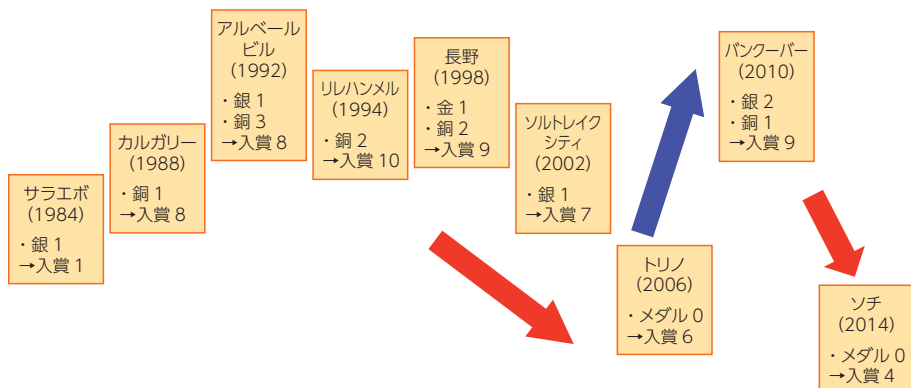 サラエボ
(1984)
・銀 1
→入賞 1
カルガリー
(1988)
・銅 1
→入賞 8
アルベール
ビル
(1992)
・銀 1
・銅 3
→入賞 8
リレハンメル
(1994)
・銅 2
→入賞 10
長野
(1998)
・金 1
・銅 2
→入賞 9
ソルトレイク
シティ
(2002)
・銀 1
→入賞 7
トリノ
(2006)
・メダル 0
→入賞 6
バンクーバー
(2010)
・銀 2
・銅 1
→入賞 9
ソチ
(2014)
・メダル 0
→入賞 4